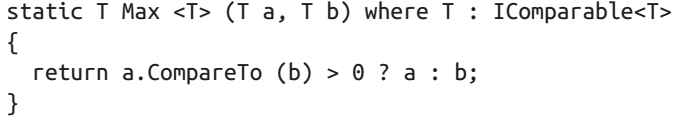 static T Max <T> (T a, T b) where T : IComparable<T>
{
  return a.CompareTo (b) > 0 ? a : b;
}